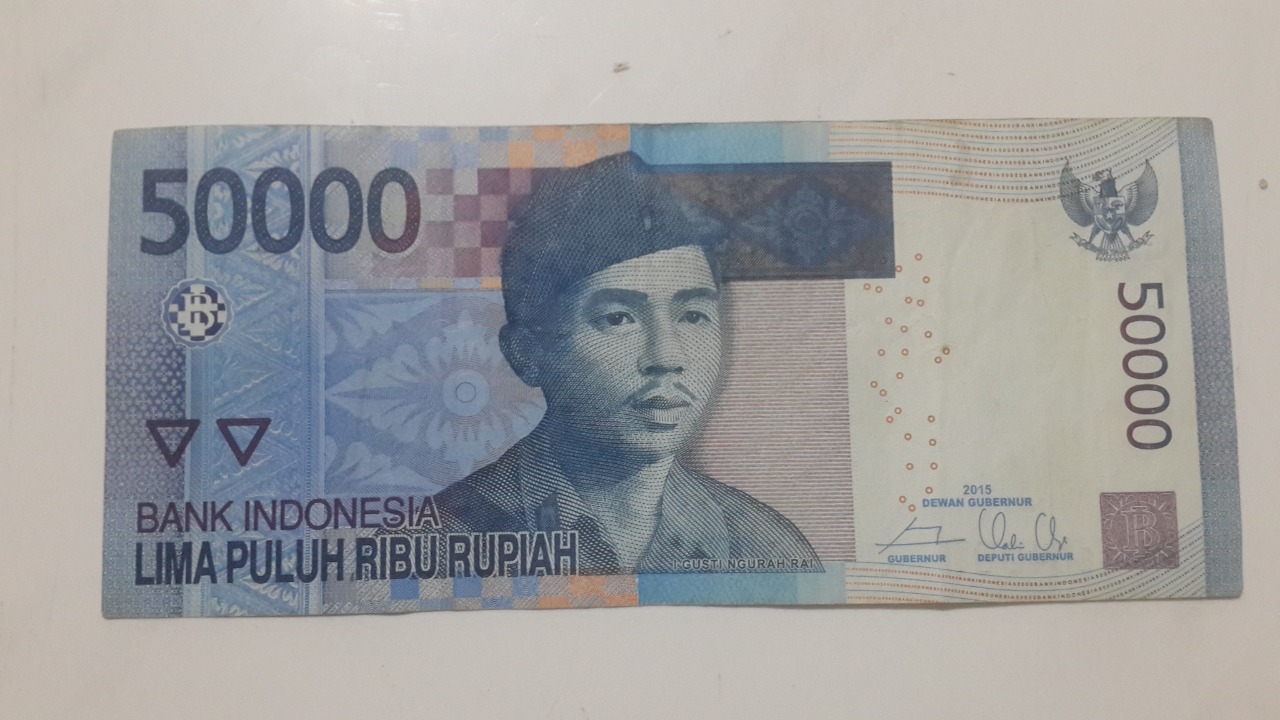 50000
BANK INDONESIA
LIMA PULUH RIBU RUPIAH
I GUSTI NGURAH RAI
50000
2015
DEWAN GUBERNUR
GUBERNUR
DEPUTI GUBERNUR